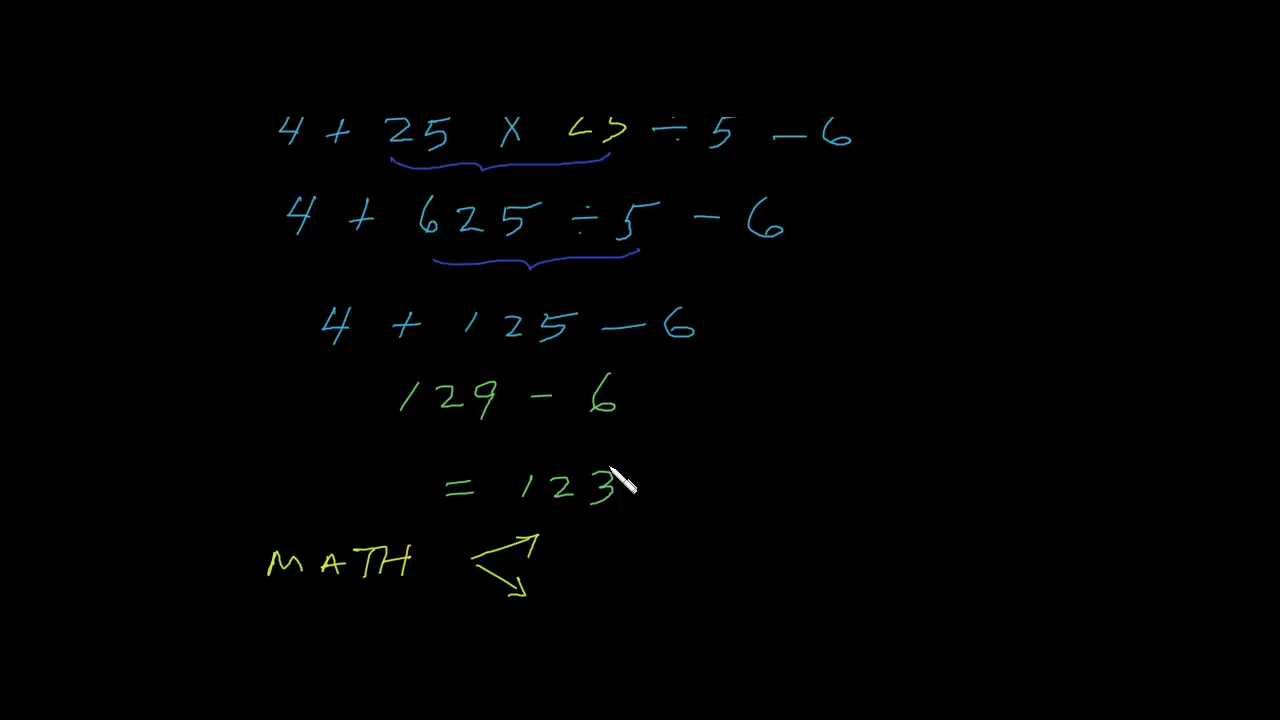 4 + 25 X 25 ÷ 5 - 6
4 + 625 ÷ 5 - 6
4 + 125 - 6
129 - 6
= 123
MATH